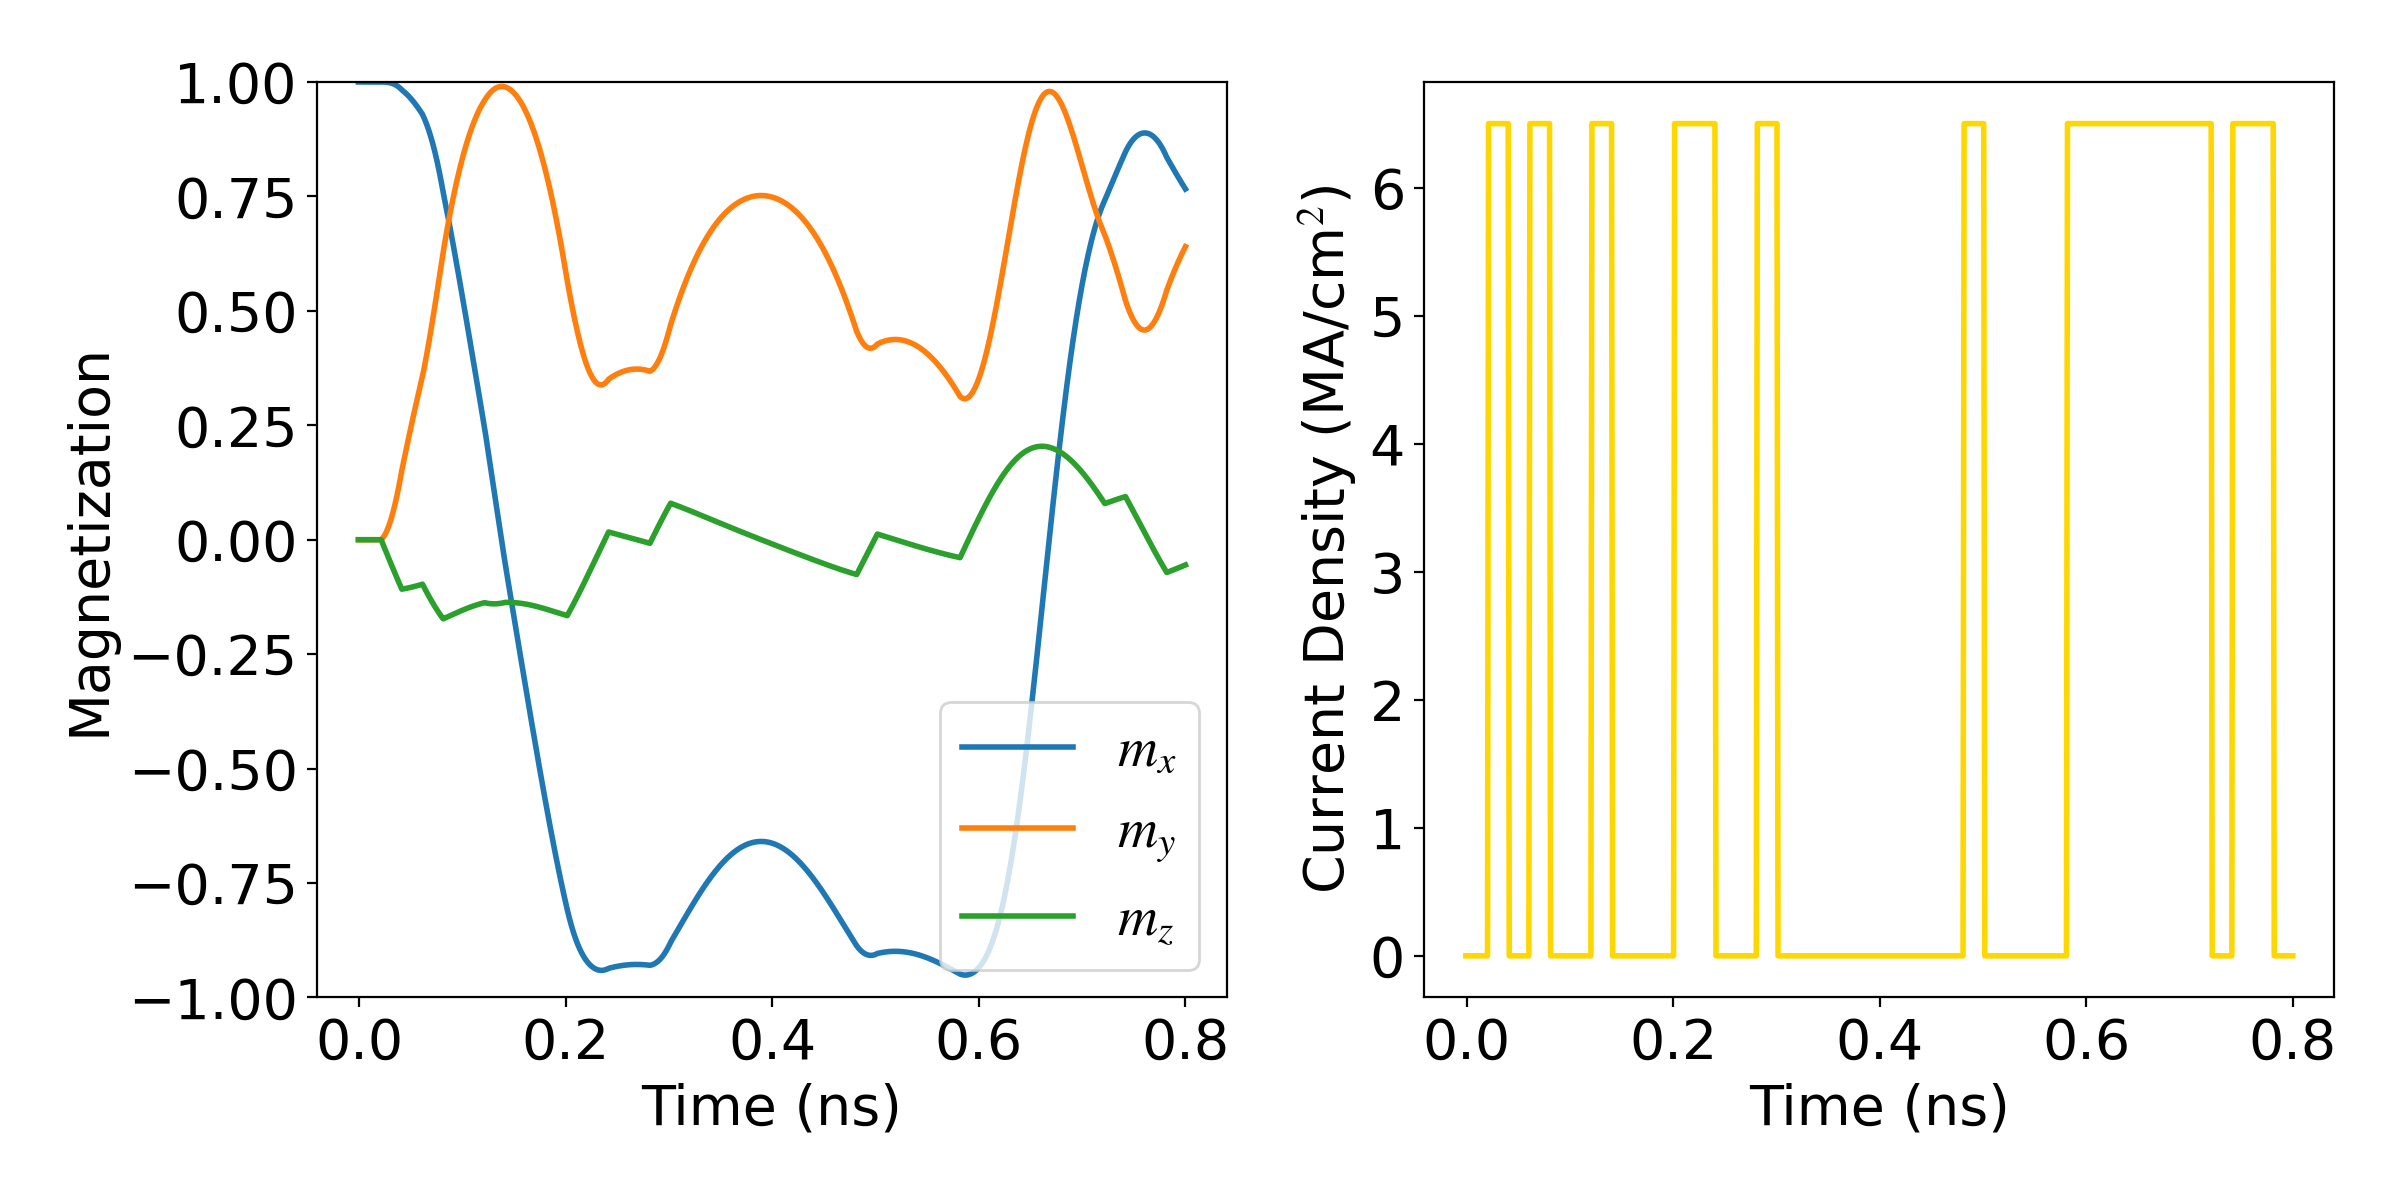 1.00
0.75
0.50
0.25
0.00
−0.25
−0.50
−0.75
−1.00
Magnetization
0.0 0.2 0.4 0.6 0.8
Time (ns)
m_x
m_y
m_z
6
5
4
3
2
1
0
Current Density (MA/cm²)
0.0 0.2 0.4 0.6 0.8
Time (ns)